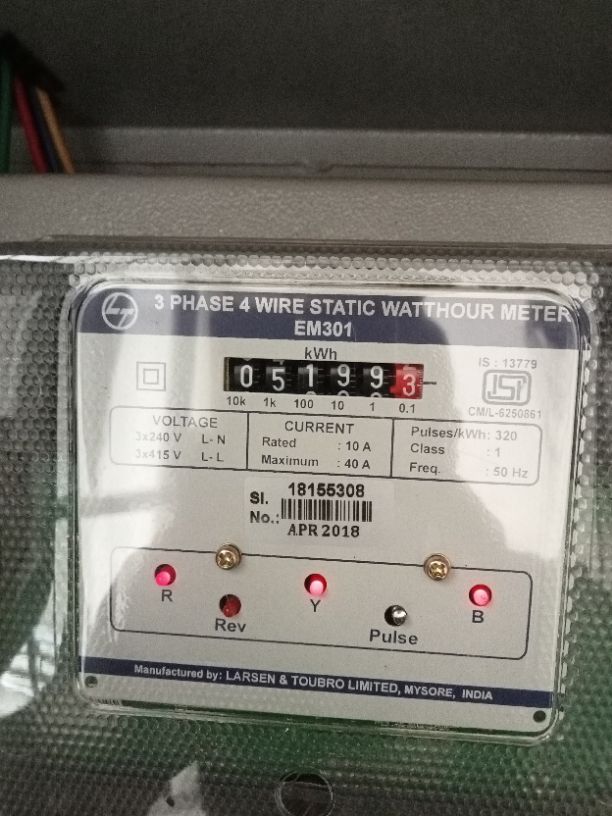 LT
3 PHASE 4 WIRE STATIC WATTHOUR METER
EM301
kWh
0 5 1 9 9 3
10k 1k 100 10 1 0.1
IS : 13779
ISI
CM/L-6250861
VOLTAGE
3x240 V L- N
3x415 V L- L
CURRENT
Rated : 10 A
Maximum : 40 A
Pulses/kWh: 320
Class : 1
Freq. : 50 Hz
Sl.
No.:
18155308
APR 2018
R
Y
B
Rev
Pulse
Manufactured by: LARSEN & TOUBRO LIMITED, MYSORE, INDIA